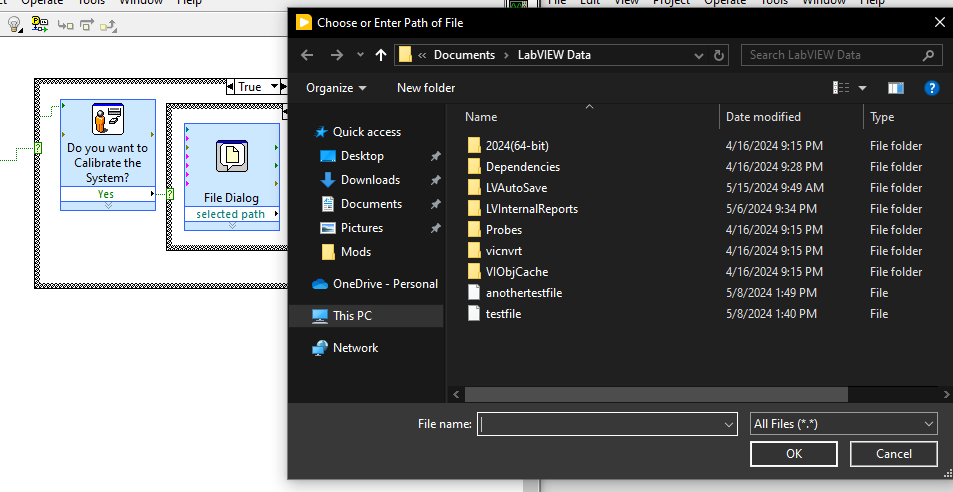 ct Operate Tools Window Help
File Edit View Project Operate Tools Window Help
True
Do you want to
Calibrate the
System?
Yes
?
?
File Dialog
selected path
Choose or Enter Path of File
« Documents > LabVIEW Data
Search LabVIEW Data
Organize
New folder
?
Name Date modified Type
Quick access
Desktop
Downloads
Documents
Pictures
Mods
OneDrive - Personal
This PC
Network
2024(64-bit) 4/16/2024 9:15 PM File folder
Dependencies 4/16/2024 9:28 PM File folder
LVAutoSave 5/15/2024 9:49 AM File folder
LVInternalReports 5/6/2024 9:34 PM File folder
Probes 4/16/2024 9:15 PM File folder
vicnvrt 4/16/2024 9:15 PM File folder
VIObjCache 4/16/2024 9:15 PM File folder
anothertestfile 5/8/2024 1:49 PM File
testfile 5/8/2024 1:40 PM File
File name:
All Files (*.*)
OK
Cancel